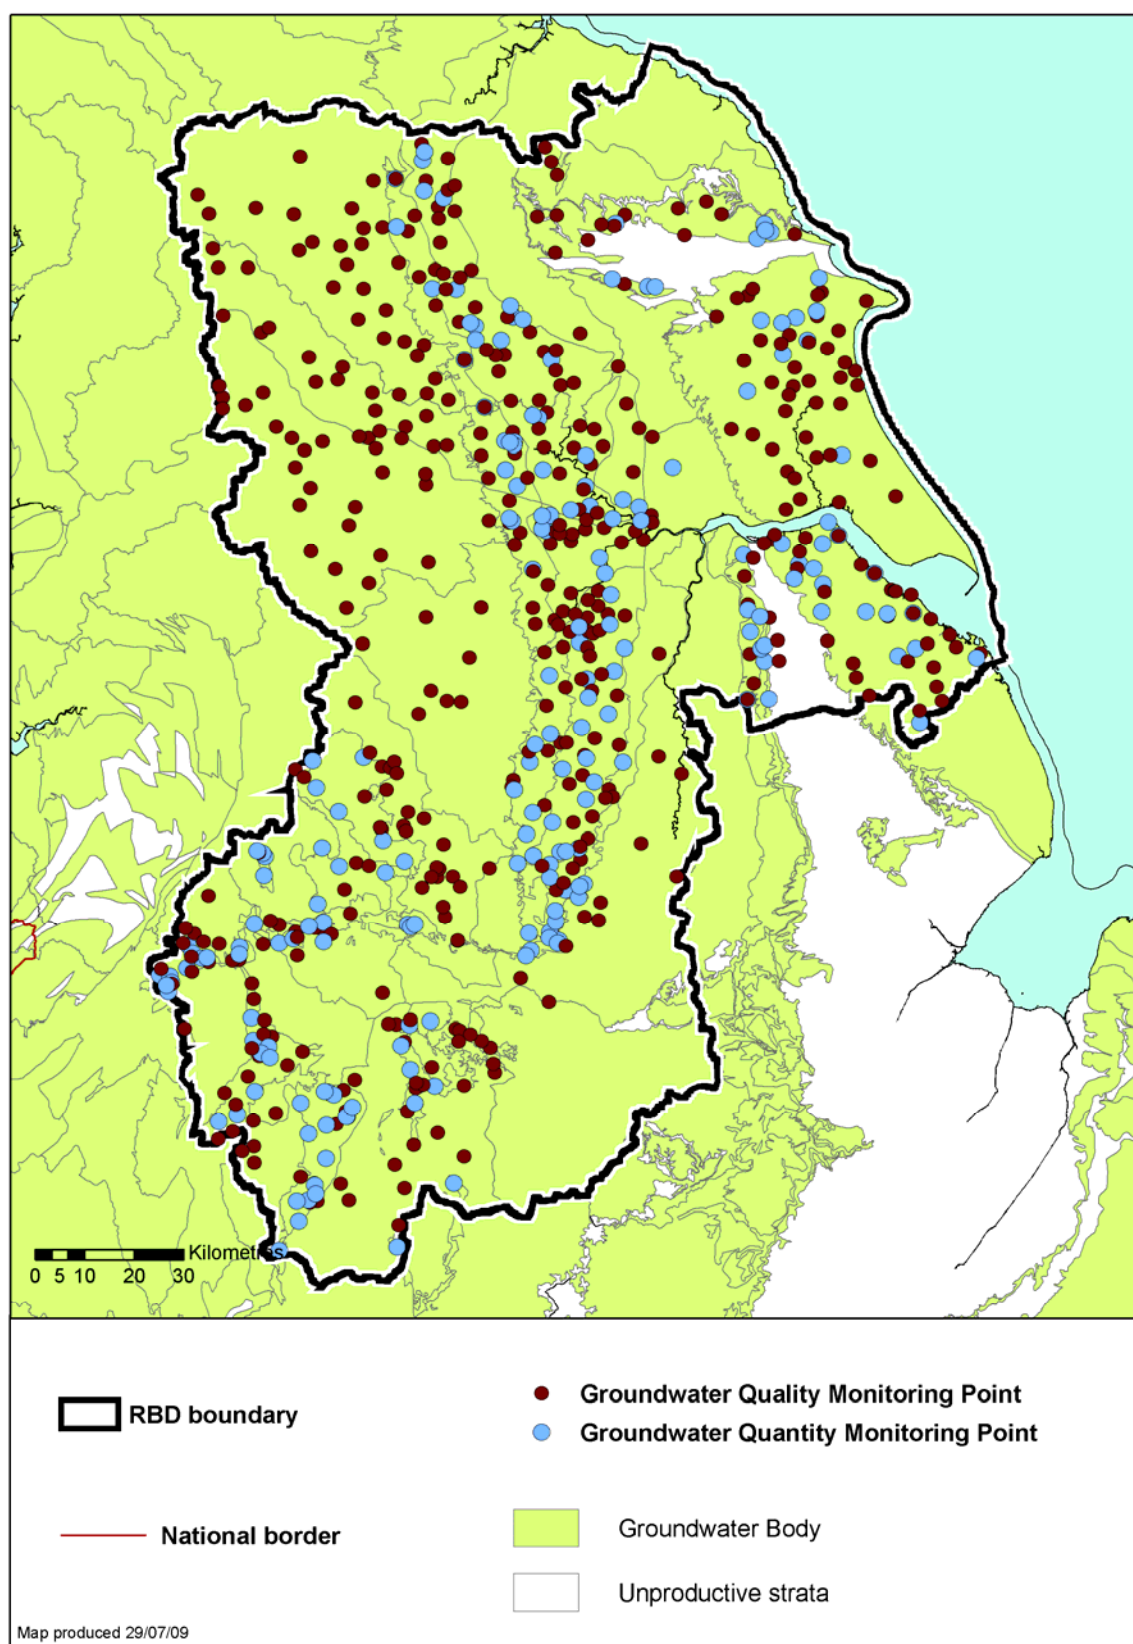 Kilometres
0 5 10 20 30
RBD boundary
Groundwater Quality Monitoring Point
Groundwater Quantity Monitoring Point
National border
Groundwater Body
Unproductive strata
Map produced 29/07/09